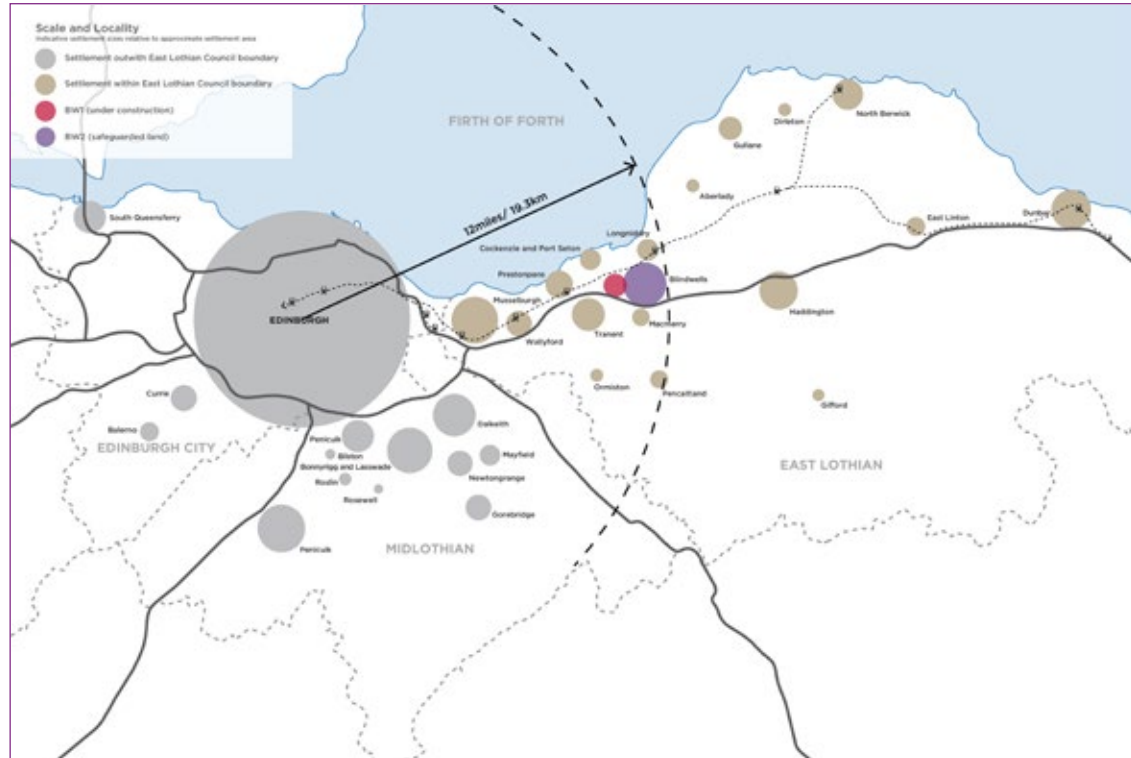 Scale and Locality
Indicative settlement sizes relative to approximate settlement area
Settlement outwith East Lothian Council boundary
Settlement within East Lothian Council boundary
BW1 (under construction)
BW2 (safeguarded land)
FIRTH OF FORTH
North Berwick
Dirleton
Gullane
Aberlady
12miles/ 19.3km
South Queensferry
East Linton
Dunbar
Longniddry
Cockenzie and Port Seton
Prestonpans
Blindwells
Musselburgh
Haddington
EDINBURGH
Tranent
Macmerry
Wallyford
Ormiston
Pencaitland
Gifford
Currie
Dalkeith
Balerno
EDINBURGH CITY
Penicuik
Bilston
Mayfield
Bonnyrigg and Lasswade
Newtongrange
EAST LOTHIAN
Roslin
Rosewell
Gorebridge
Penicuik
MIDLOTHIAN